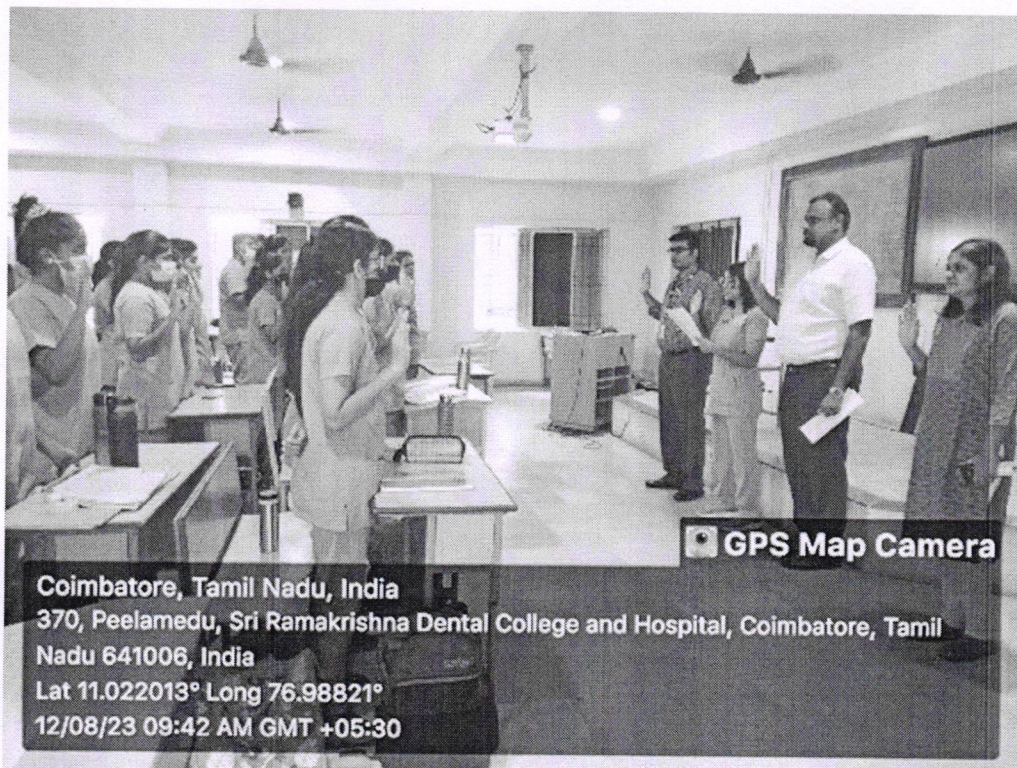 GPS Map Camera
Coimbatore, Tamil Nadu, India
370, Peelamedu, Sri Ramakrishna Dental College and Hospital, Coimbatore, Tamil
Nadu 641006, India
Lat 11.022013° Long 76.98821°
12/08/23 09:42 AM GMT +05:30